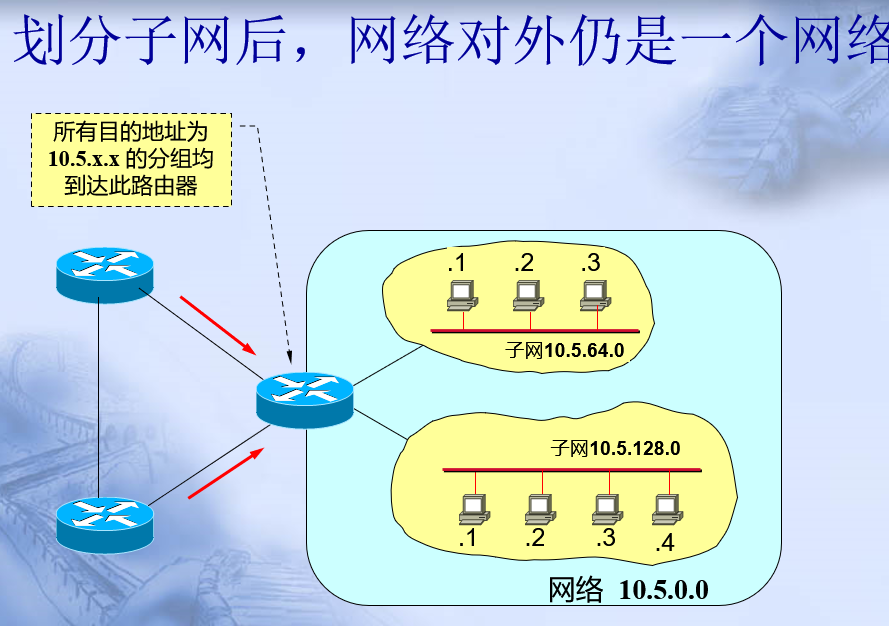 划分子网后，网络对外仍是一个网络
所有目的地址为
10.5.x.x 的分组均
到达此路由器
.1 .2 .3
子网10.5.64.0
子网10.5.128.0
.1 .2 .3 .4
网络 10.5.0.0